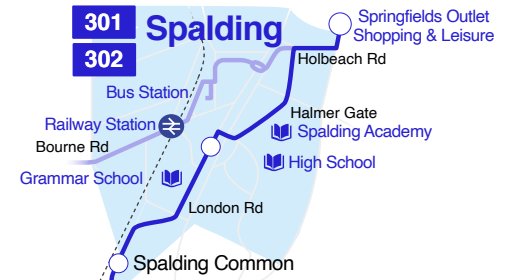 301
302
Spalding
Springfields Outlet
Shopping & Leisure
Holbeach Rd
Bus Station
Halmer Gate
Railway Station
Spalding Academy
Bourne Rd
High School
Grammar School
London Rd
Spalding Common